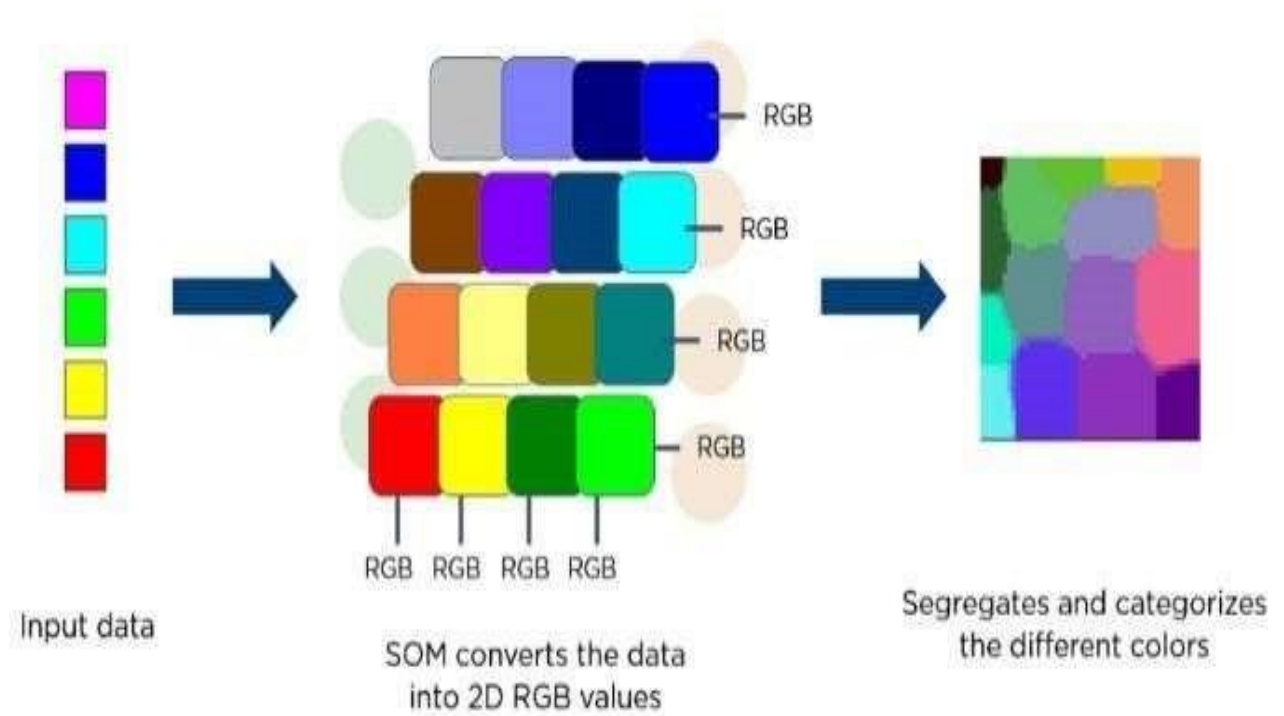 RGB
RGB
RGB
RGB
RGB RGB RGB RGB
Input data
SOM converts the data
into 2D RGB values
Segregates and categorizes
the different colors